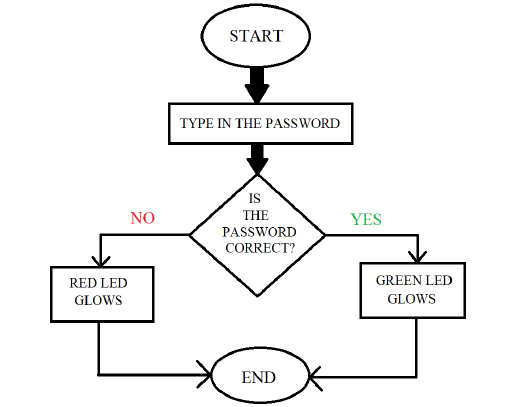 START
TYPE IN THE PASSWORD
IS
THE
PASSWORD
CORRECT?
NO
YES
RED LED
GLOWS
GREEN LED
GLOWS
END